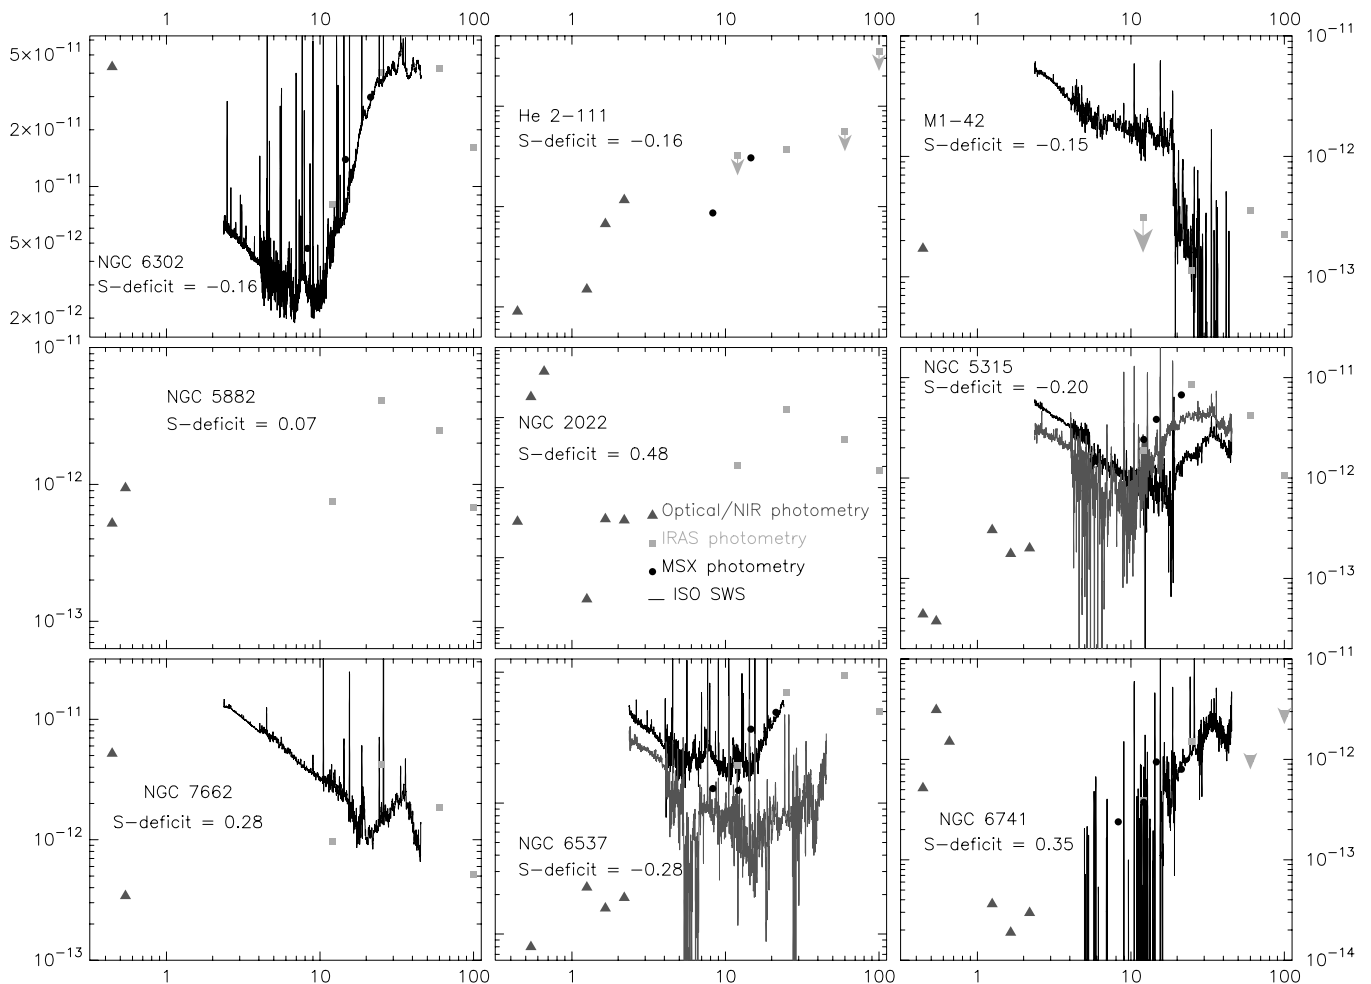 1 10 100 1 10 100 1 10 100
5×10−11
2×10−11
10−11
5×10−12
2×10−12
NGC 6302
S−deficit = −0.16
He 2−111
S−deficit = −0.16
M1−42
S−deficit = −0.15
10−11
10−12
10−13
10−11
10−12
10−13
NGC 5882
S−deficit = 0.07
NGC 2022
S−deficit = 0.48
Optical/NIR photometry
IRAS photometry
MSX photometry
ISO SWS
NGC 5315
S−deficit = −0.20
10−11
10−12
10−13
10−11
10−12
10−13
NGC 7662
S−deficit = 0.28
NGC 6537
S−deficit = −0.28
NGC 6741
S−deficit = 0.35
10−11
10−12
10−13
10−14
1 10 100 1 10 100 1 10 100